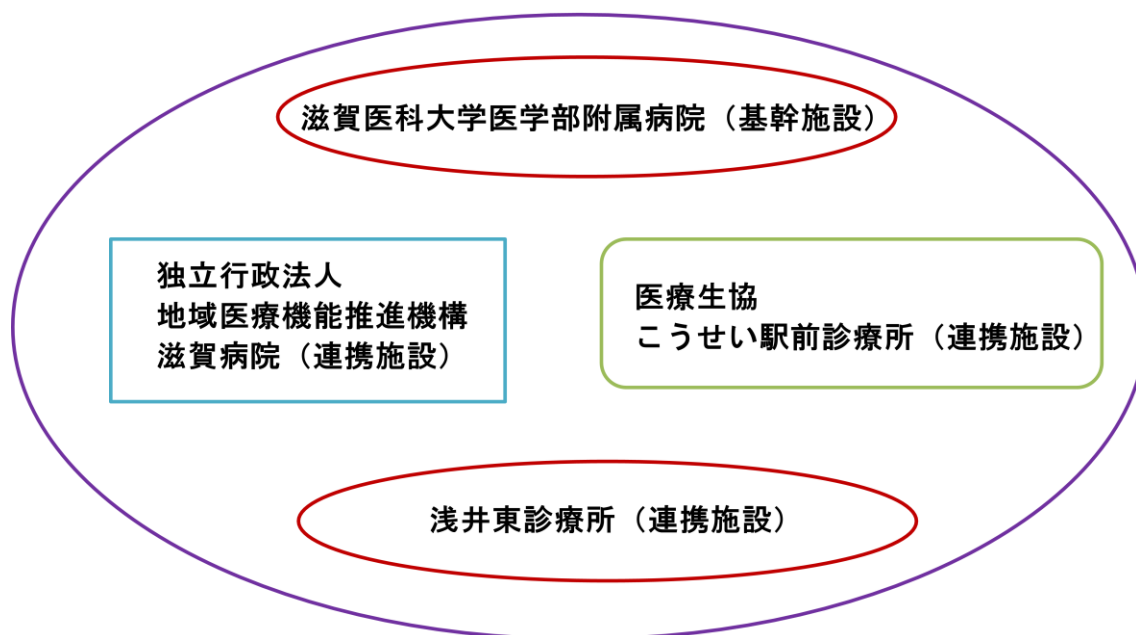 滋賀医科大学医学部附属病院（基幹施設）
独立行政法人
地域医療機能推進機構
滋賀病院（連携施設）
医療生協
こうせい駅前診療所（連携施設）
浅井東診療所（連携施設）